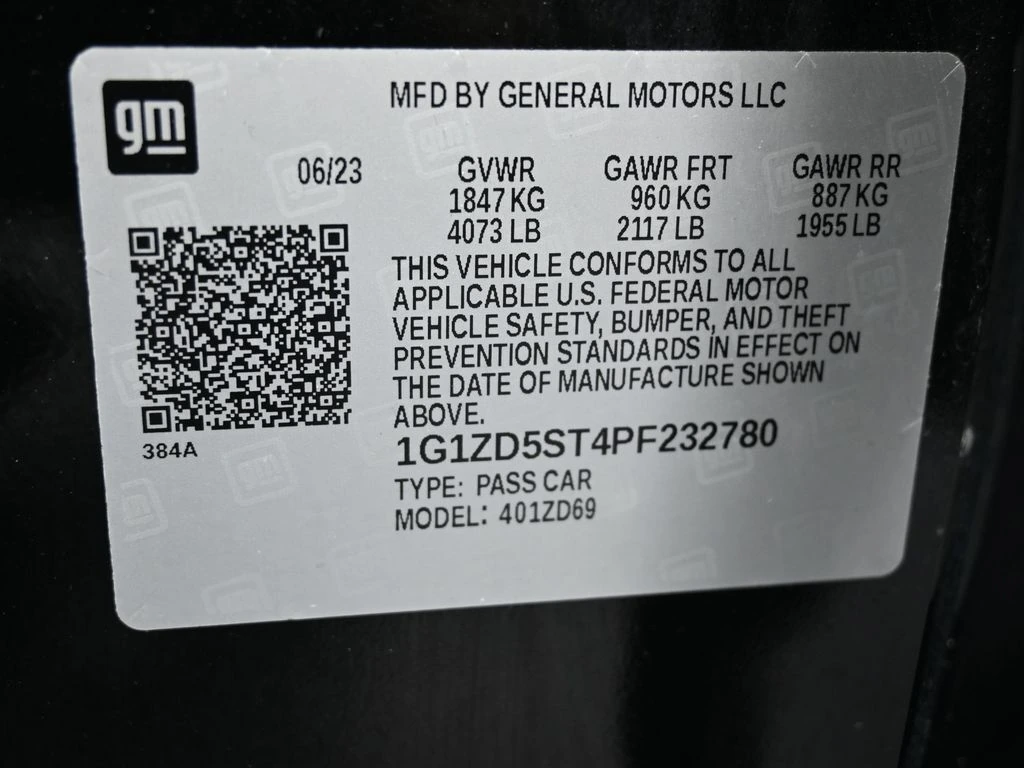 gm
MFD BY GENERAL MOTORS LLC
06/23 GVWR GAWR FRT GAWR RR
1847 KG 960 KG 887 KG
4073 LB 2117 LB 1955 LB
THIS VEHICLE CONFORMS TO ALL
APPLICABLE U.S. FEDERAL MOTOR
VEHICLE SAFETY, BUMPER, AND THEFT
PREVENTION STANDARDS IN EFFECT ON
THE DATE OF MANUFACTURE SHOWN
ABOVE.
384A
1G1ZD5ST4PF232780
TYPE: PASS CAR
MODEL: 401ZD69